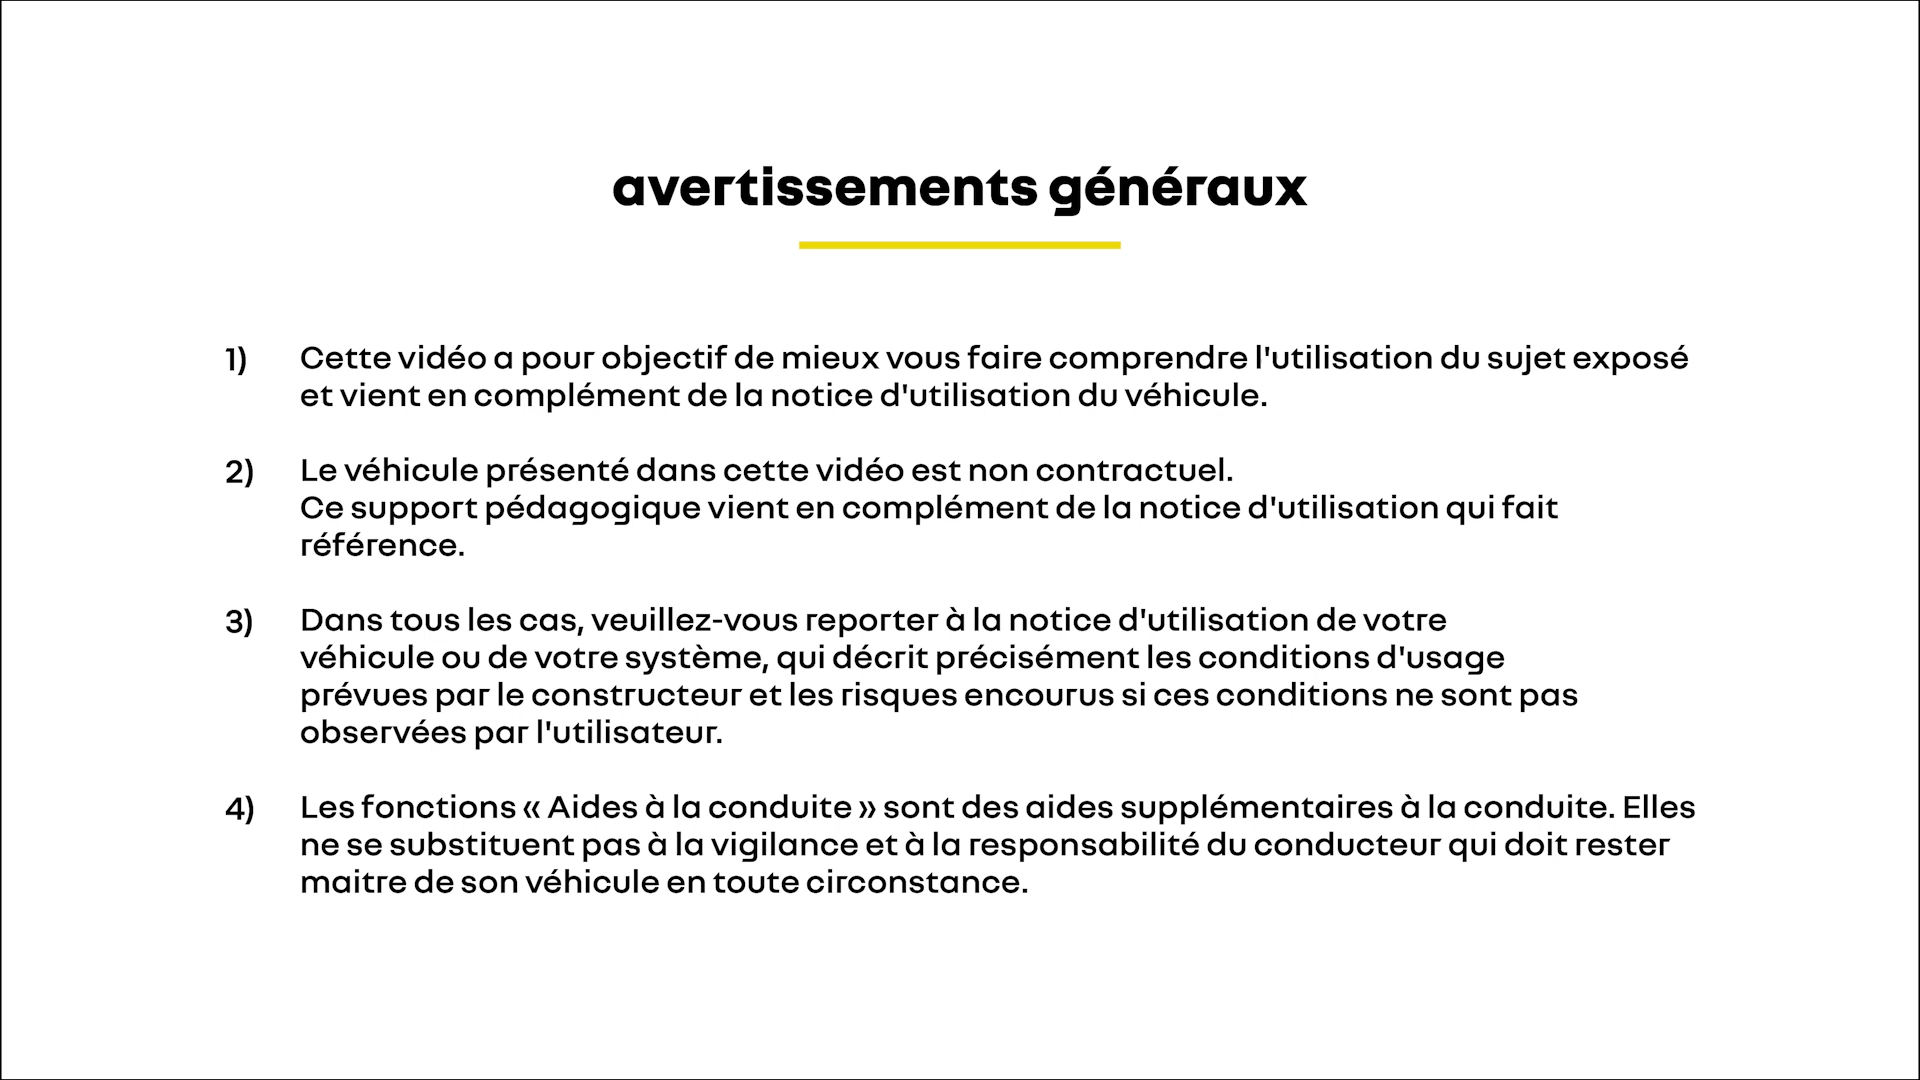 avertissements généraux
1) Cette vidéo a pour objectif de mieux vous faire comprendre l'utilisation du sujet exposé
et vient en complément de la notice d'utilisation du véhicule.
2) Le véhicule présenté dans cette vidéo est non contractuel.
Ce support pédagogique vient en complément de la notice d'utilisation qui fait
référence.
3) Dans tous les cas, veuillez-vous reporter à la notice d'utilisation de votre
véhicule ou de votre système, qui décrit précisément les conditions d'usage
prévues par le constructeur et les risques encourus si ces conditions ne sont pas
observées par l'utilisateur.
4) Les fonctions « Aides à la conduite » sont des aides supplémentaires à la conduite. Elles
ne se substituent pas à la vigilance et à la responsabilité du conducteur qui doit rester
maitre de son véhicule en toute circonstance.